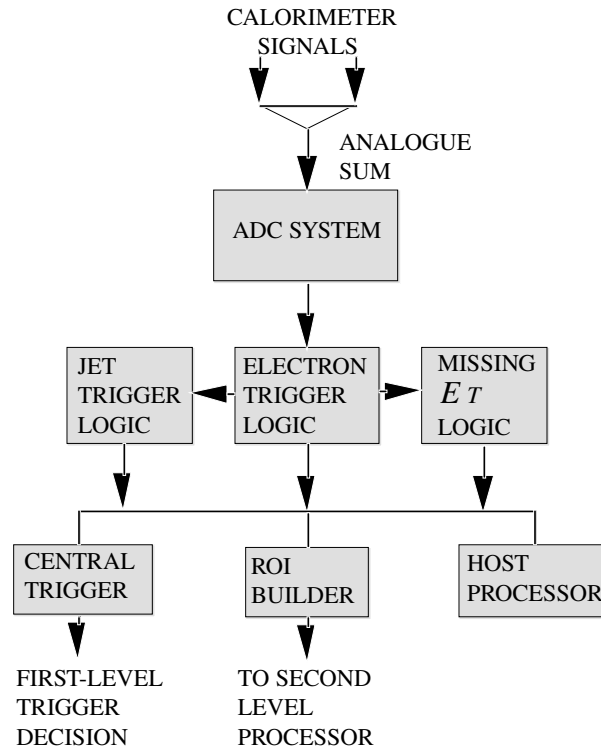 CALORIMETER
SIGNALS
ANALOGUE
SUM
ADC SYSTEM
JET
TRIGGER
LOGIC
ELECTRON
TRIGGER
LOGIC
MISSING
E T
LOGIC
CENTRAL
TRIGGER
ROI
BUILDER
HOST
PROCESSOR
FIRST-LEVEL
TRIGGER
DECISION
TO SECOND
LEVEL
PROCESSOR